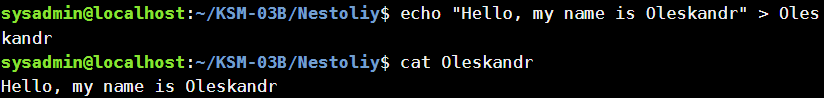 sysadmin@localhost:~/KSM-03B/Nestoliy$ echo "Hello, my name is Oleskandr" > Oles
kandr
sysadmin@localhost:~/KSM-03B/Nestoliy$ cat Oleskandr
Hello, my name is Oleskandr